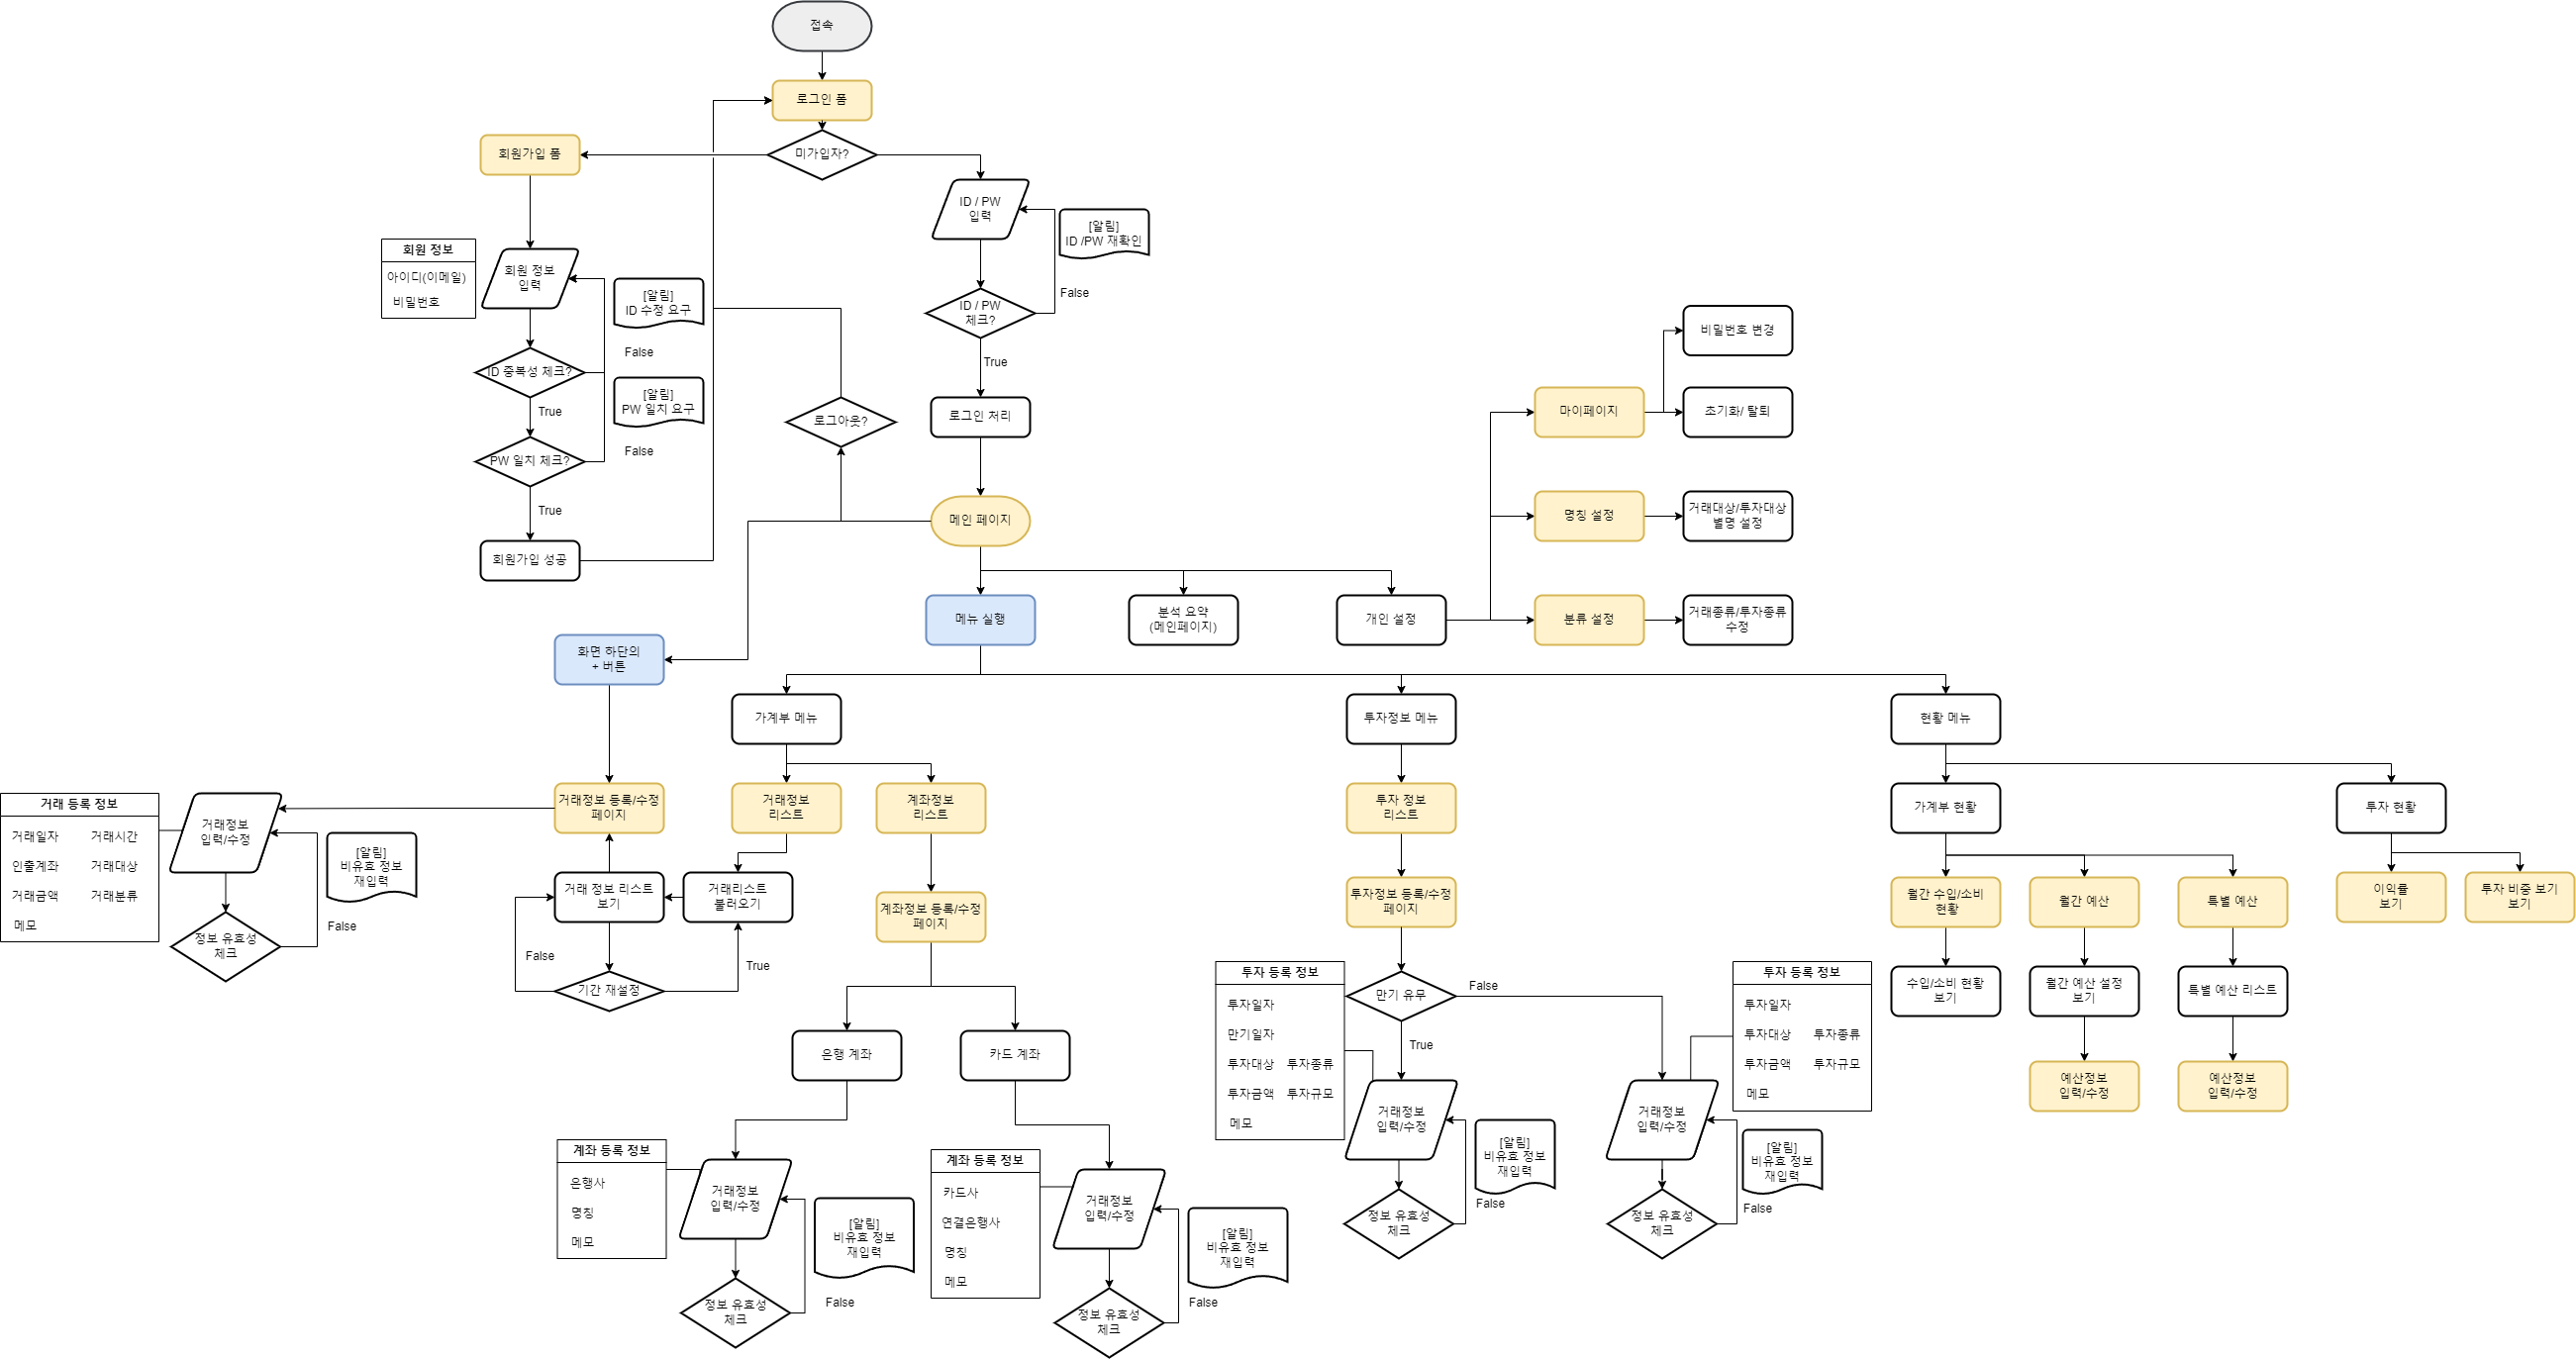 접속
로그인 폼
미가입자?
회원가입 폼
ID / PW
입력
[알림]
ID /PW 재확인
False
ID / PW
체크?
True
로그인 처리
회원 정보
아이디(이메일)
비밀번호
회원 정보
입력
[알림]
ID 수정 요구
False
ID 중복성 체크?
True
[알림]
PW 일치 요구
False
PW 일치 체크?
True
회원가입 성공
로그아웃?
메인 페이지
메뉴 실행
분석 요약
(메인페이지)
개인 설정
마이페이지
비밀번호 변경
초기화/ 탈퇴
명칭 설정
거래대상/투자대상
별명 설정
분류 설정
거래종류/투자종류
수정
화면 하단의
+ 버튼
가계부 메뉴
투자정보 메뉴
현황 메뉴
거래 등록 정보
거래일자 거래시간
인출계좌 거래대상
거래금액 거래분류
메모
거래정보
입력/수정
[알림]
비유효 정보
재입력
False
정보 유효성
체크
거래정보 등록/수정
페이지
거래정보
리스트
계좌정보
리스트
거래 정보 리스트
보기
거래리스트
불러오기
False
True
기간 재설정
계좌정보 등록/수정
페이지
은행 계좌
카드 계좌
계좌 등록 정보
은행사
명칭
메모
거래정보
입력/수정
[알림]
비유효 정보
재입력
False
정보 유효성
체크
계좌 등록 정보
카드사
연결은행사
명칭
메모
거래정보
입력/수정
[알림]
비유효 정보
재입력
False
정보 유효성
체크
투자 정보
리스트
투자정보 등록/수정
페이지
만기 유무
False
True
투자 등록 정보
투자일자
만기일자
투자대상 투자종류
투자금액 투자규모
메모
거래정보
입력/수정
[알림]
비유효 정보
재입력
False
정보 유효성
체크
투자 등록 정보
투자일자
투자대상 투자종류
투자금액 투자규모
메모
거래정보
입력/수정
[알림]
비유효 정보
재입력
False
정보 유효성
체크
가계부 현황
투자 현황
월간 수입/소비
현황
월간 예산
특별 예산
이익률
보기
투자 비중 보기
보기
수입/소비 현황
보기
월간 예산 설정
보기
특별 예산 리스트
예산정보
입력/수정
예산정보
입력/수정